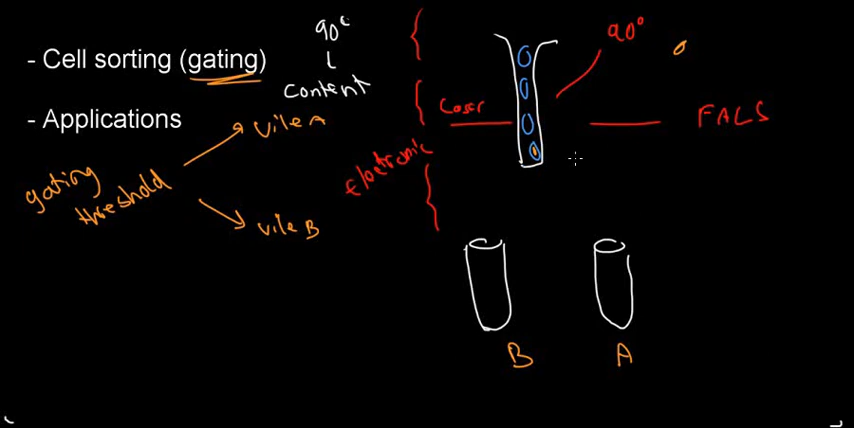 - Cell sorting (gating)
90°
Content
- Applications
gating
threshold
vile A
vile B
Laser
Electronic
90°
FALS
B
A